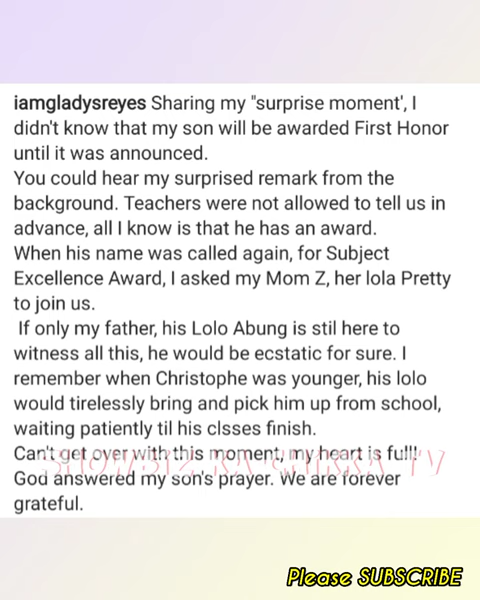 iamgladysreyes Sharing my "surprise moment', I
didn't know that my son will be awarded First Honor
until it was announced.
You could hear my surprised remark from the
background. Teachers were not allowed to tell us in
advance, all I know is that he has an award.
When his name was called again, for Subject
Excellence Award, I asked my Mom Z, her lola Pretty
to join us.
If only my father, his Lolo Abung is stil here to
witness all this, he would be ecstatic for sure. I
remember when Christophe was younger, his lolo
would tirelessly bring and pick him up from school,
waiting patiently til his clsses finish.
Can't get over with this moment, my heart is full!
God answered my son's prayer. We are forever
grateful.
Please SUBSCRIBE